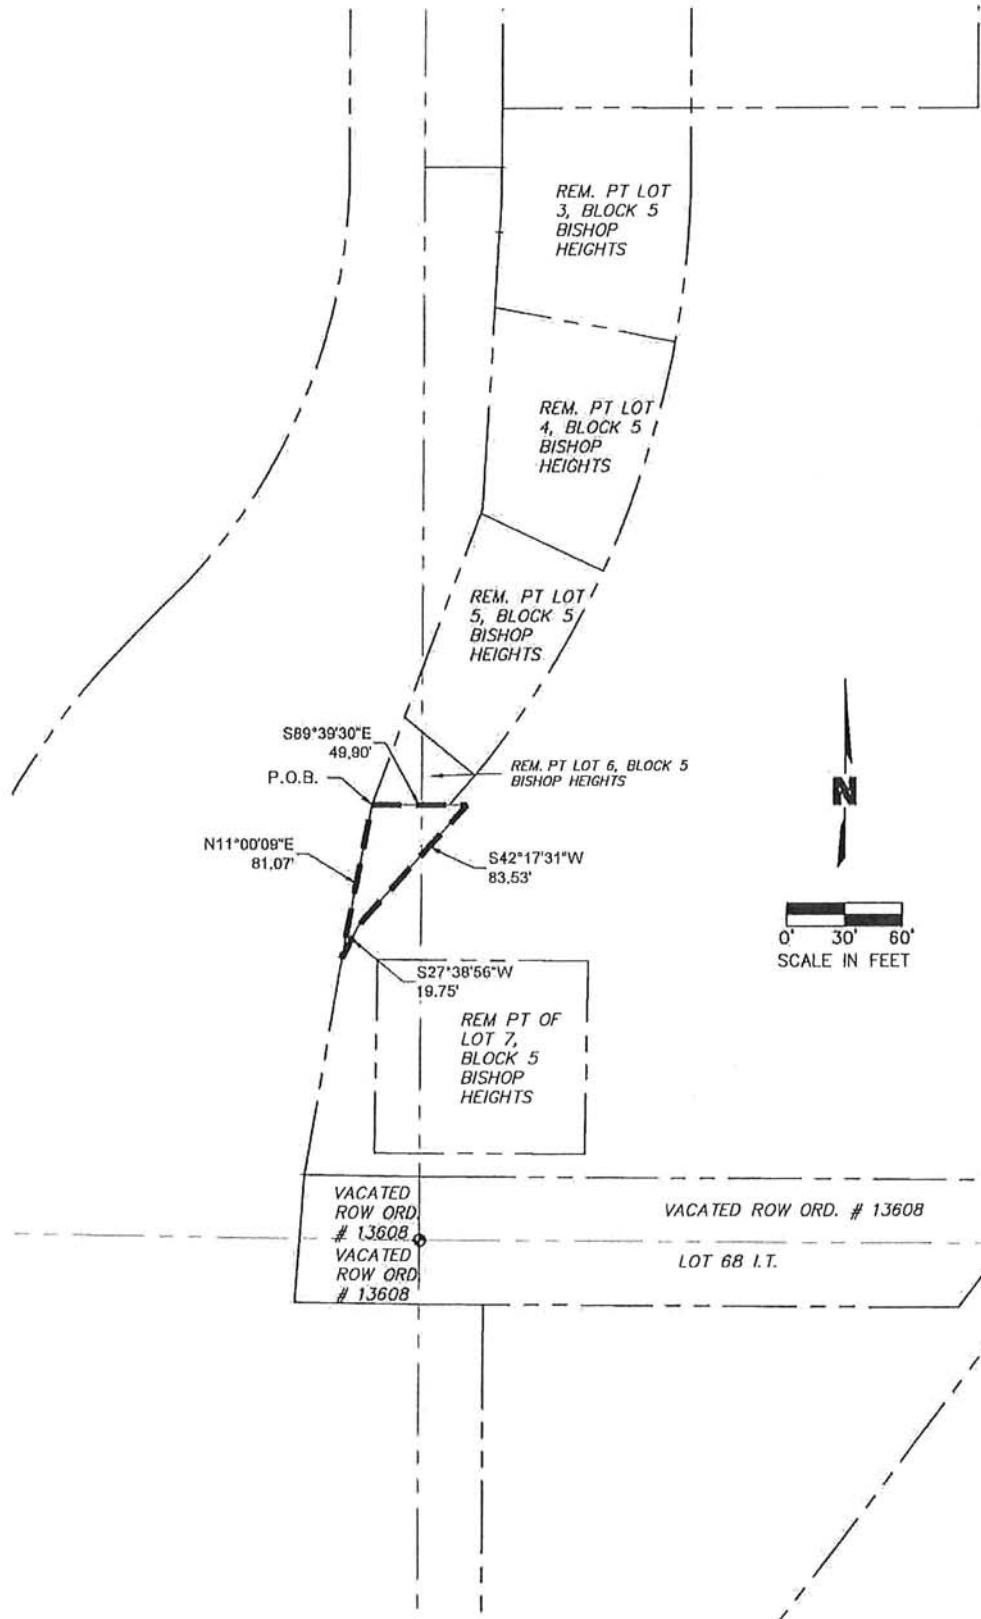 REM. PT LOT
3, BLOCK 5
BISHOP
HEIGHTS
REM. PT LOT
4, BLOCK 5
BISHOP
HEIGHTS
REM. PT LOT
5, BLOCK 5
BISHOP
HEIGHTS
S89°39'30"E
49.90'
P.O.B.
REM. PT LOT 6, BLOCK 5
BISHOP HEIGHTS
N11°00'09"E
81.07'
S42°17'31"W
83.53'
N
0' 30' 60'
SCALE IN FEET
S27°38'56"W
19.75'
REM PT OF
LOT 7,
BLOCK 5
BISHOP
HEIGHTS
VACATED
ROW ORD.
# 13608
VACATED ROW ORD. # 13608
VACATED
ROW ORD.
# 13608
LOT 68 I.T.